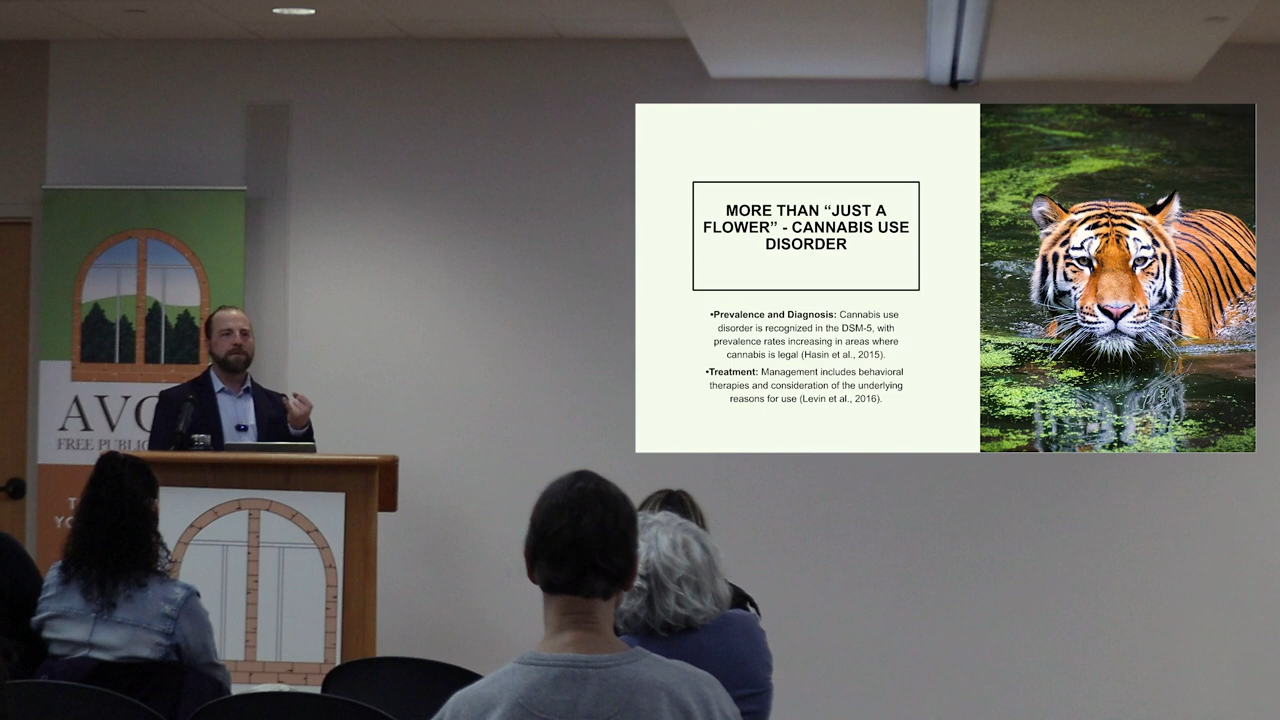 MORE THAN “JUST A
FLOWER” - CANNABIS USE
DISORDER
•Prevalence and Diagnosis: Cannabis use
disorder is recognized in the DSM-5, with
prevalence rates increasing in areas where
cannabis is legal (Hasin et al., 2015).
•Treatment: Management includes behavioral
therapies and consideration of the underlying
reasons for use (Levin et al., 2016).
AVO
FREE PUBLIC